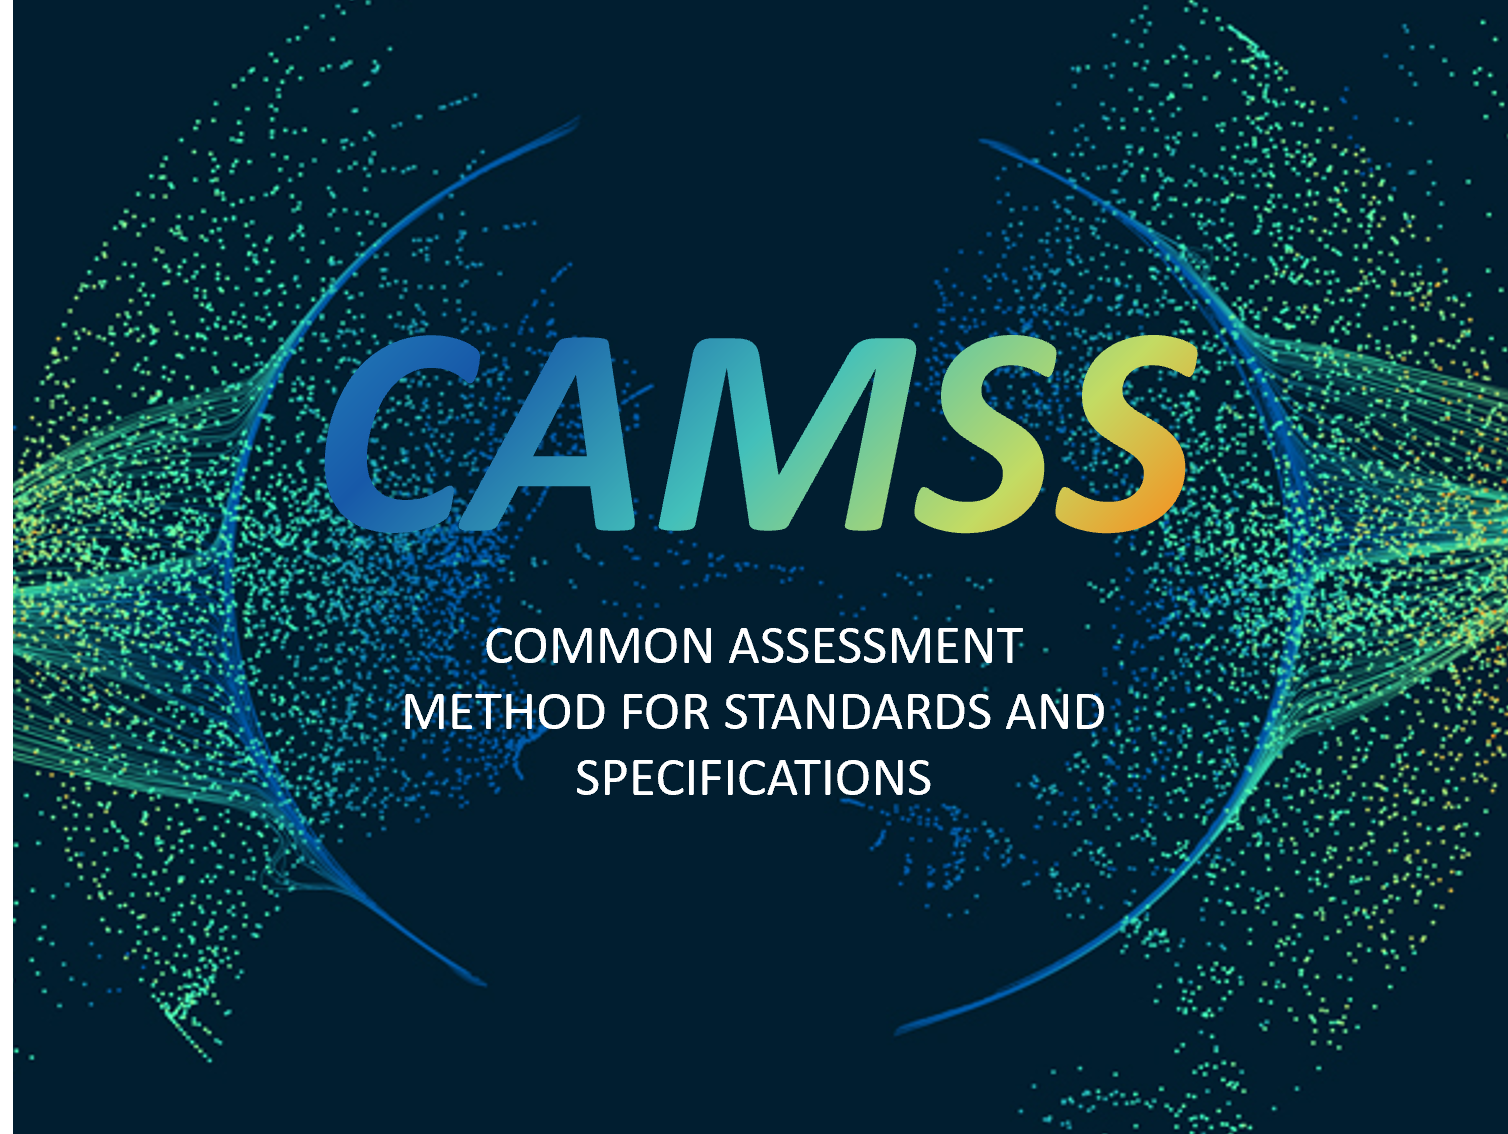 CAMSS
COMMON ASSESSMENT
METHOD FOR STANDARDS AND
SPECIFICATIONS